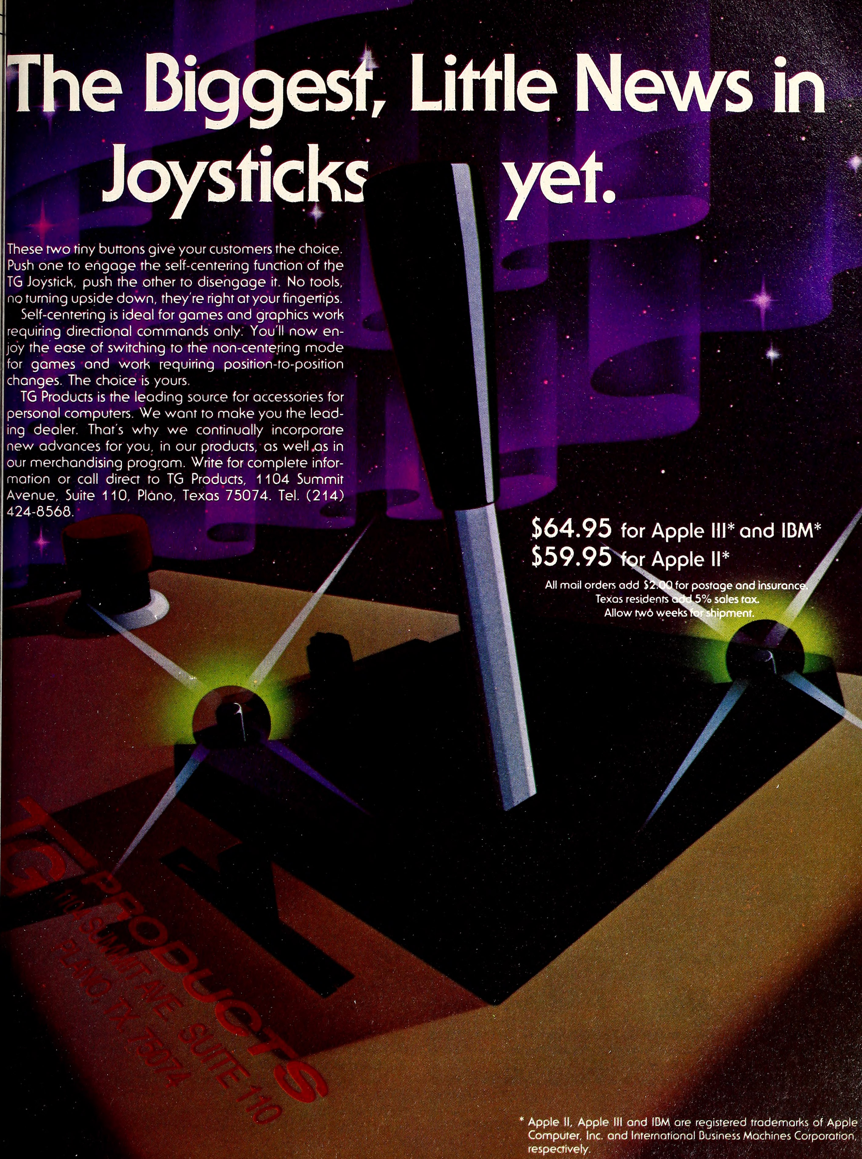 The Biggest, Little News in
Joysticks yet.
These two tiny buttons give your customers the choice.
Push one to engage the self-centering function of the
TG Joystick, push the other to disengage it. No tools,
no turning upside down, they're right at your fingertips.
Self-centering is ideal for games and graphics work
requiring directional commands only. You'll now en-
joy the ease of switching to the non-centering mode
for games and work requiring position-to-position
changes. The choice is yours.
TG Products is the leading source for accessories for
personal computers. We want to make you the lead-
ing dealer. That's why we continually incorporate
new advances for you, in our products, as well as in
our merchandising program. Write for complete infor-
mation or call direct to TG Products, 1104 Summit
Avenue, Suite 110, Plano, Texas 75074. Tel. (214)
424-8568.
$64.95 for Apple III* and IBM*
$59.95 for Apple II*
All mail orders add $2.00 for postage and insurance.
Texas residents add 5% sales tax.
Allow two weeks for shipment.
TG PRODUCTS
1104 SUMMIT AVE. SUITE 110
PLANO, TX. 75074
* Apple II, Apple III and IBM are registered trademarks of Apple
Computer, Inc. and International Business Machines Corporation,
respectively.